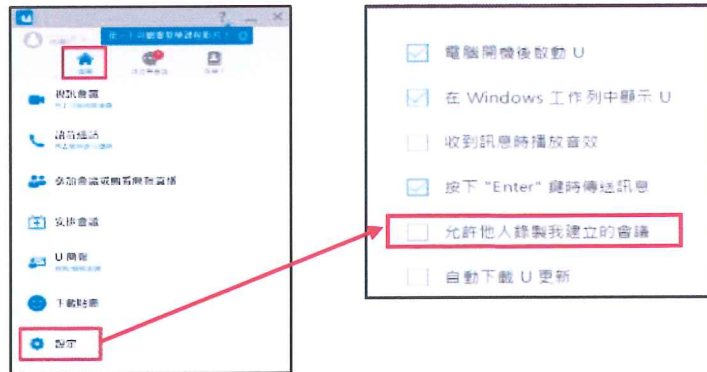 視訊會議
語音通話
參加會議或觀看簡報直播
安排會議
U 簡報
下載貼圖
設定
電腦開機後啟動 U
在 Windows 工作列中顯示 U
收到訊息時播放音效
按下 "Enter" 鍵時傳送訊息
允許他人錄製我建立的會議
自動下載 U 更新